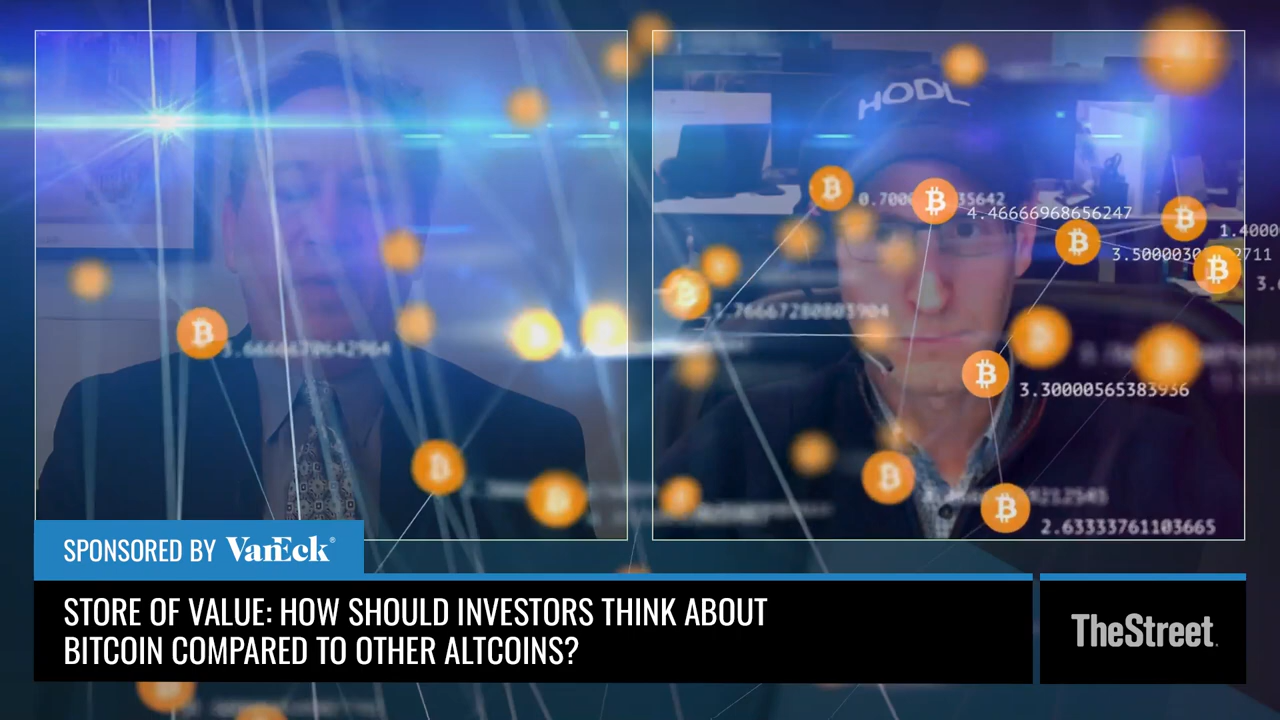 HODL
4.46666968656247
3.30000565383936
2.63333761103665
SPONSORED BY VanEck®
STORE OF VALUE: HOW SHOULD INVESTORS THINK ABOUT
BITCOIN COMPARED TO OTHER ALTCOINS?
TheStreet.